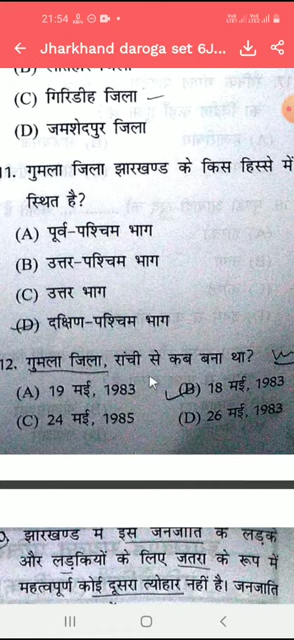 21:54
Jharkhand daroga set 6J...
(C) गिरिडीह जिला
(D) जमशेदपुर जिला
11. गुमला जिला झारखण्ड के किस हिस्से में
स्थित है?
(A) पूर्व-पश्चिम भाग
(B) उत्तर-पश्चिम भाग
(C) उत्तर भाग
(D) दक्षिण-पश्चिम भाग
12. गुमला जिला, रांची से कब बना था?
(A) 19 मई, 1983 (B) 18 मई, 1983
(C) 24 मई, 1985 (D) 26 मई, 1983
झारखण्ड में इस जनजाति के लड़के
और लड़कियों के लिए जतरा के रूप में
महत्वपूर्ण कोई दूसरा त्योहार नहीं है। जनजाति